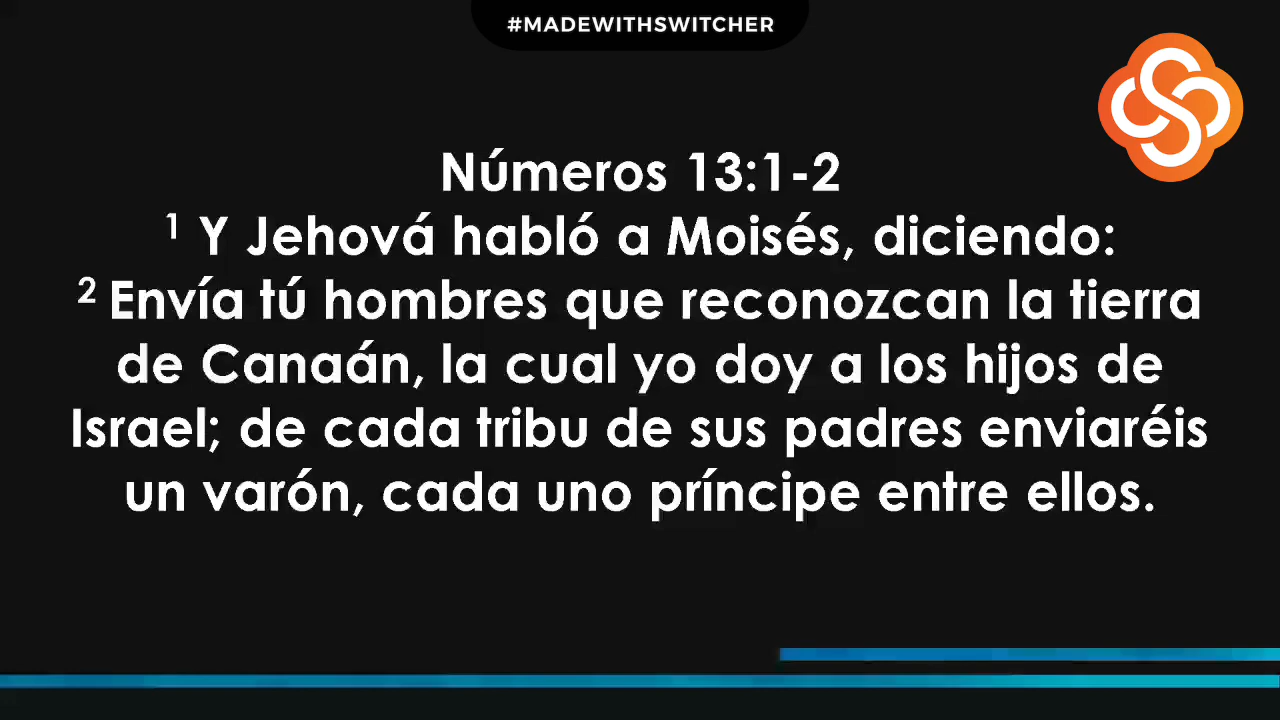 #MADEWITHSWITCHER
Números 13:1-2
1 Y Jehová habló a Moisés, diciendo:
2 Envía tú hombres que reconozcan la tierra
de Canaán, la cual yo doy a los hijos de
Israel; de cada tribu de sus padres enviaréis
un varón, cada uno príncipe entre ellos.